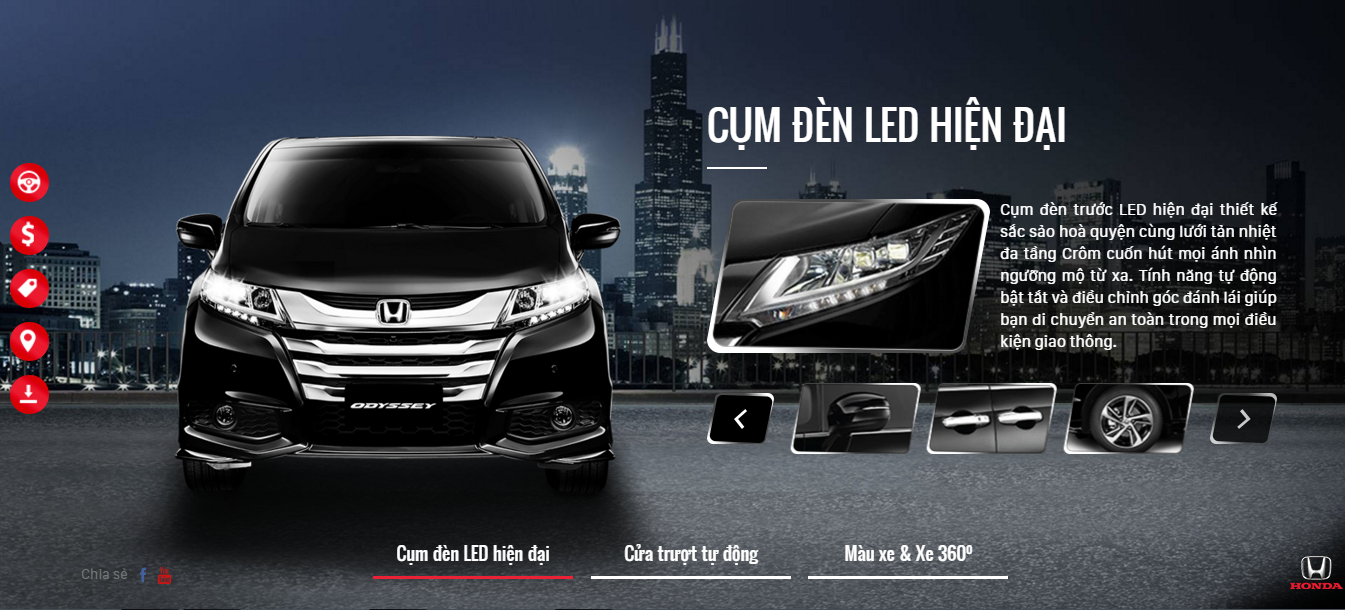 CỤM ĐÈN LED HIỆN ĐẠI
Cụm đèn trước LED hiện đại thiết kế
sắc sảo hoà quyện cùng lưới tản nhiệt
đa tầng Crôm cuốn hút mọi ánh nhìn
ngưỡng mộ từ xa. Tính năng tự động
bật tắt và điều chỉnh góc đánh lái giúp
bạn di chuyển an toàn trong mọi điều
kiện giao thông.
ODYSSEY
Cụm đèn LED hiện đại
Cửa trượt tự động
Màu xe & Xe 360º
Chia sẻ
HONDA